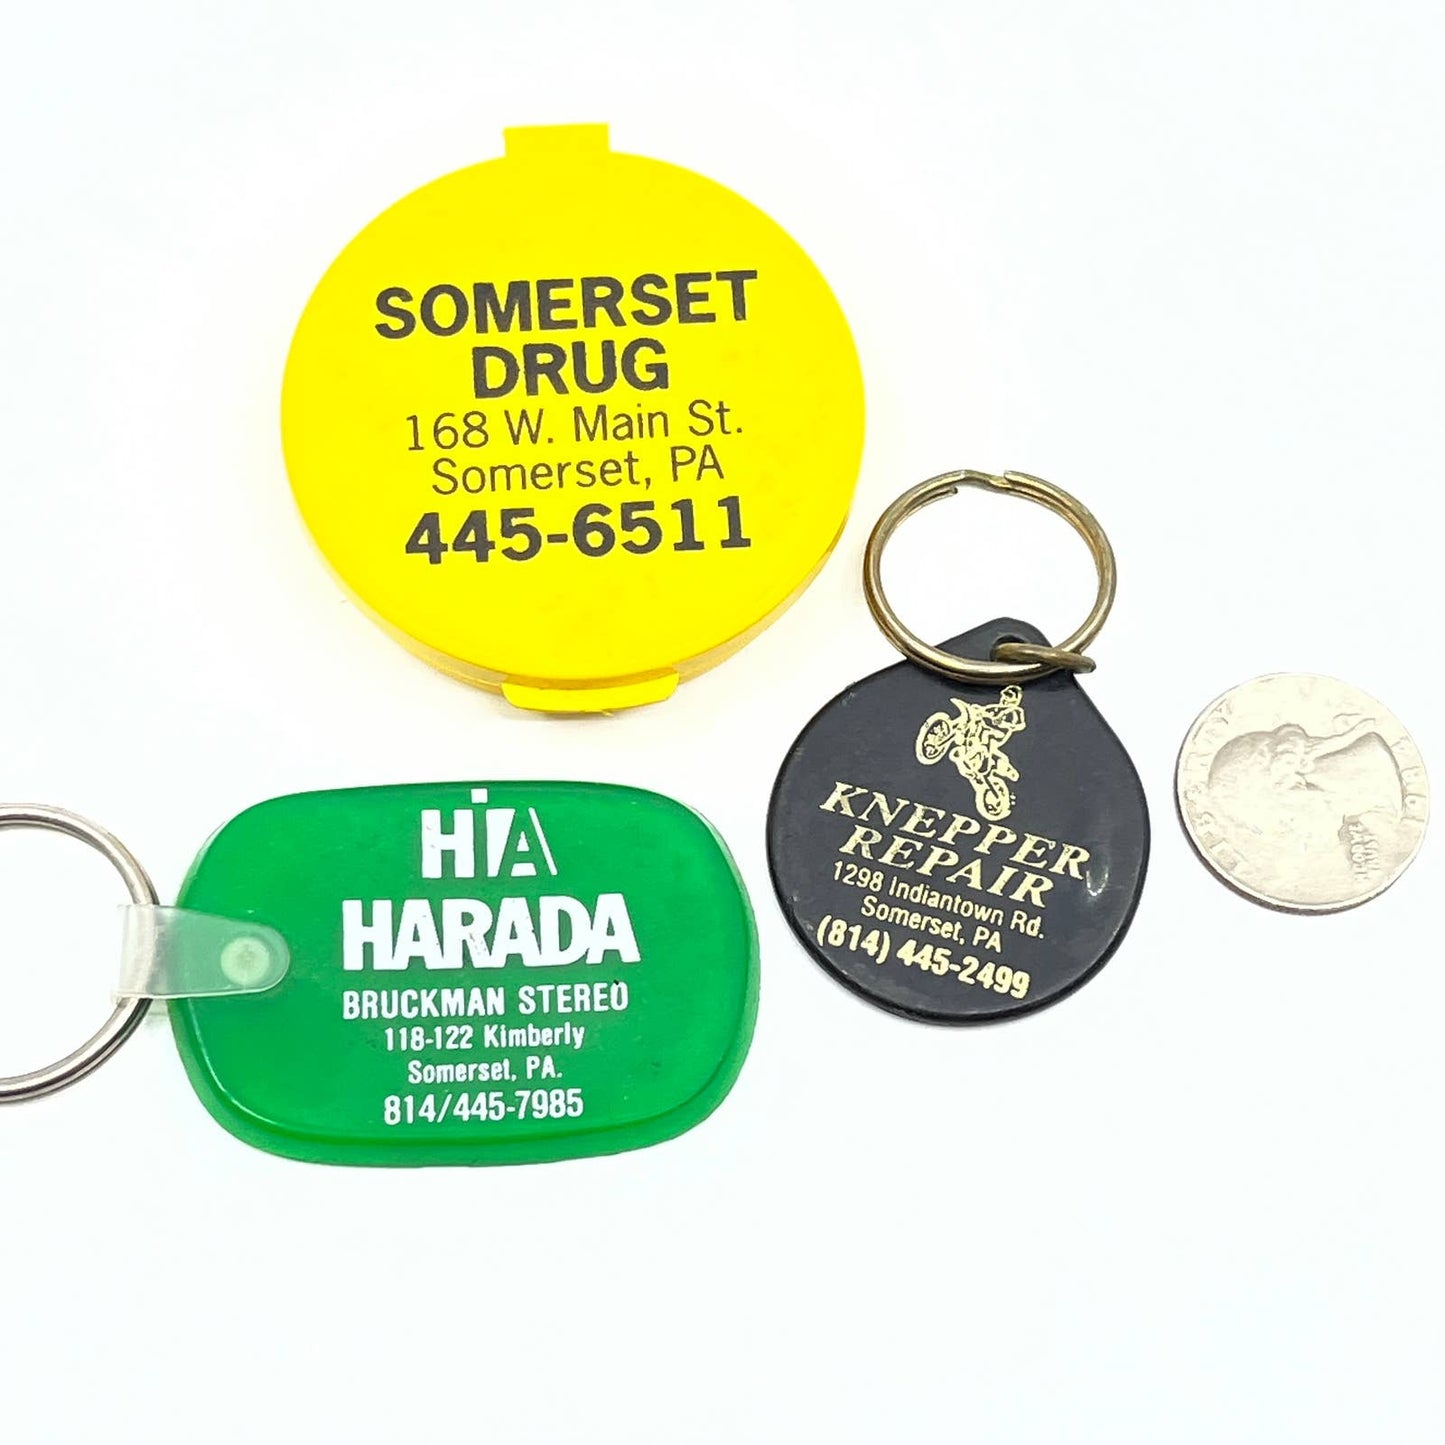 SOMERSET
DRUG
168 W. Main St.
Somerset, PA
445-6511
KNEPPER
REPAIR
1298 Indiantown Rd.
Somerset, PA
(814) 445-2499
HIA
HARADA
BRUCKMAN STEREO
118-122 Kimberly
Somerset, PA.
814/445-7985